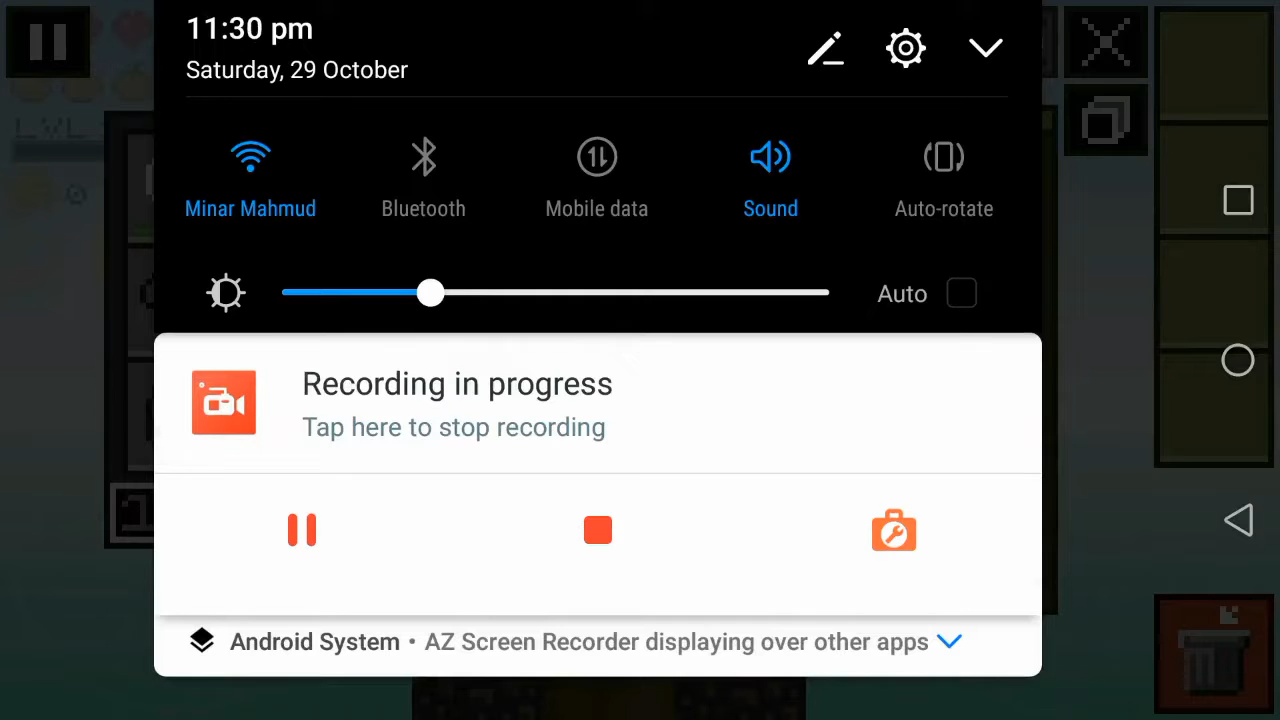 11:30 pm
Saturday, 29 October
Minar Mahmud
Bluetooth
Mobile data
Sound
Auto-rotate
Auto
Recording in progress
Tap here to stop recording
Android System • AZ Screen Recorder displaying over other apps
LVL